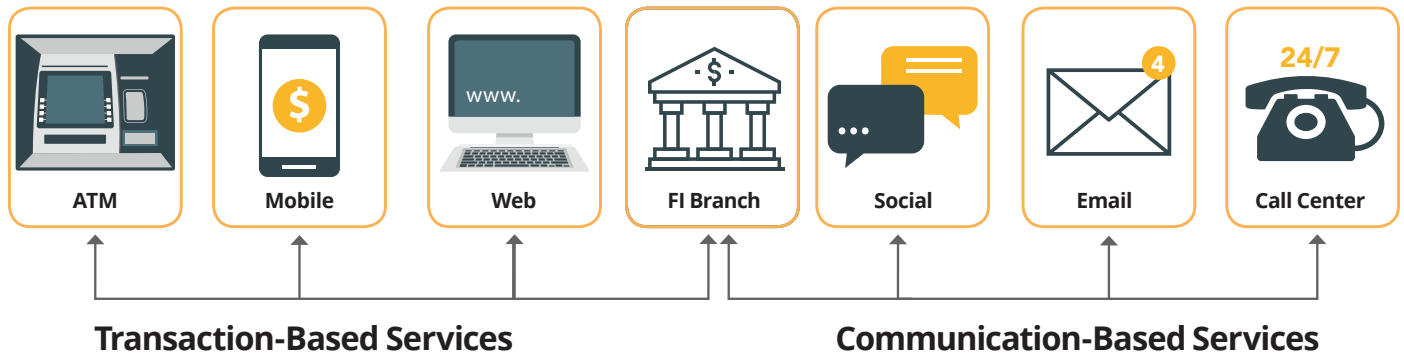 $
www.
$
4
24/7
ATM
Mobile
Web
FI Branch
Social
Email
Call Center
Transaction-Based Services
Communication-Based Services